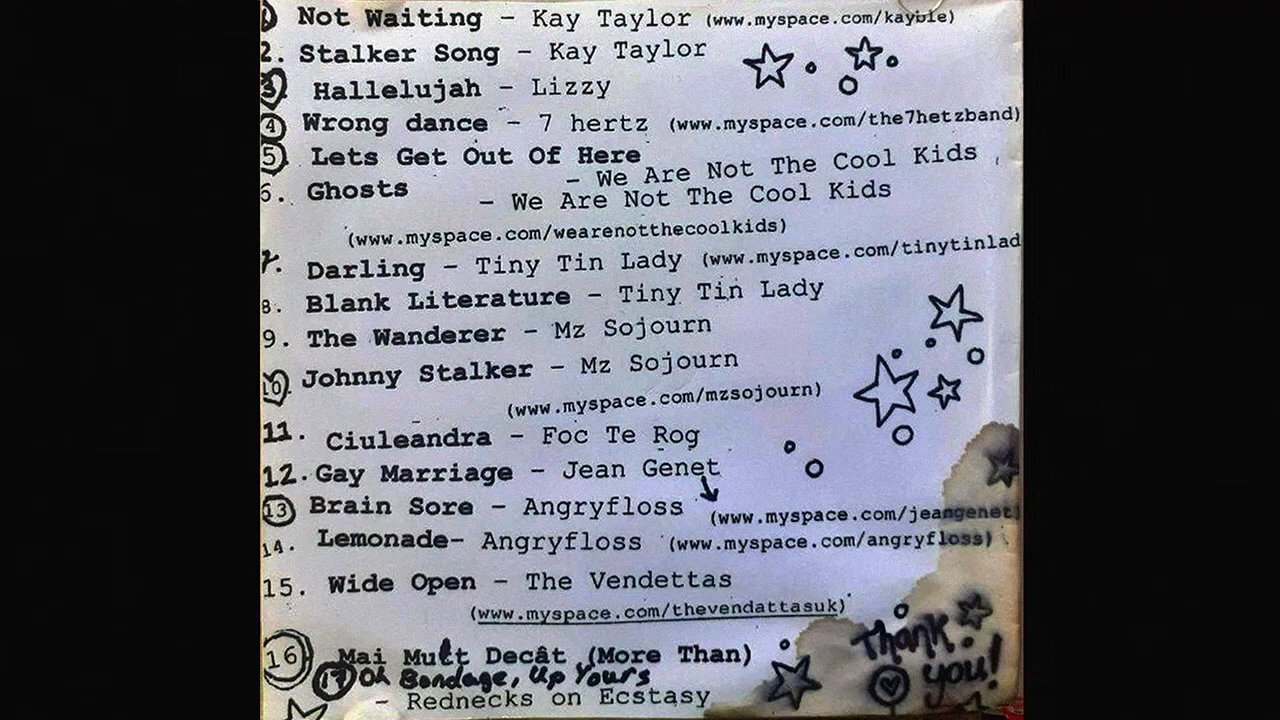 1. Not Waiting - Kay Taylor (www.myspace.com/kaybie)
2. Stalker Song - Kay Taylor
3. Hallelujah - Lizzy
4 Wrong dance - 7 hertz (www.myspace.com/the7hetzband)
5. Lets Get Out Of Here
- We Are Not The Cool Kids
6. Ghosts - We Are Not The Cool Kids
(www.myspace.com/wearenotthecoolkids)
7. Darling - Tiny Tin Lady (www.myspace.com/tinytinlad
8. Blank Literature - Tiny Tin Lady
9. The Wanderer - Mz Sojourn
10 Johnny Stalker - Mz Sojourn
(www.myspace.com/mzsojourn)
11. Ciuleandra - Foc Te Rog
12. Gay Marriage - Jean Genet
(www.myspace.com/jeangenet)
13 Brain Sore - Angryfloss
14. Lemonade- Angryfloss (www.myspace.com/angryfloss)
15. Wide Open - The Vendettas
(www.myspace.com/thevendattasuk)
16 Mai Mult Decât (More Than)
17 Oh Bondage, Up Yours
- Rednecks on Ecstasy
Thank
you!